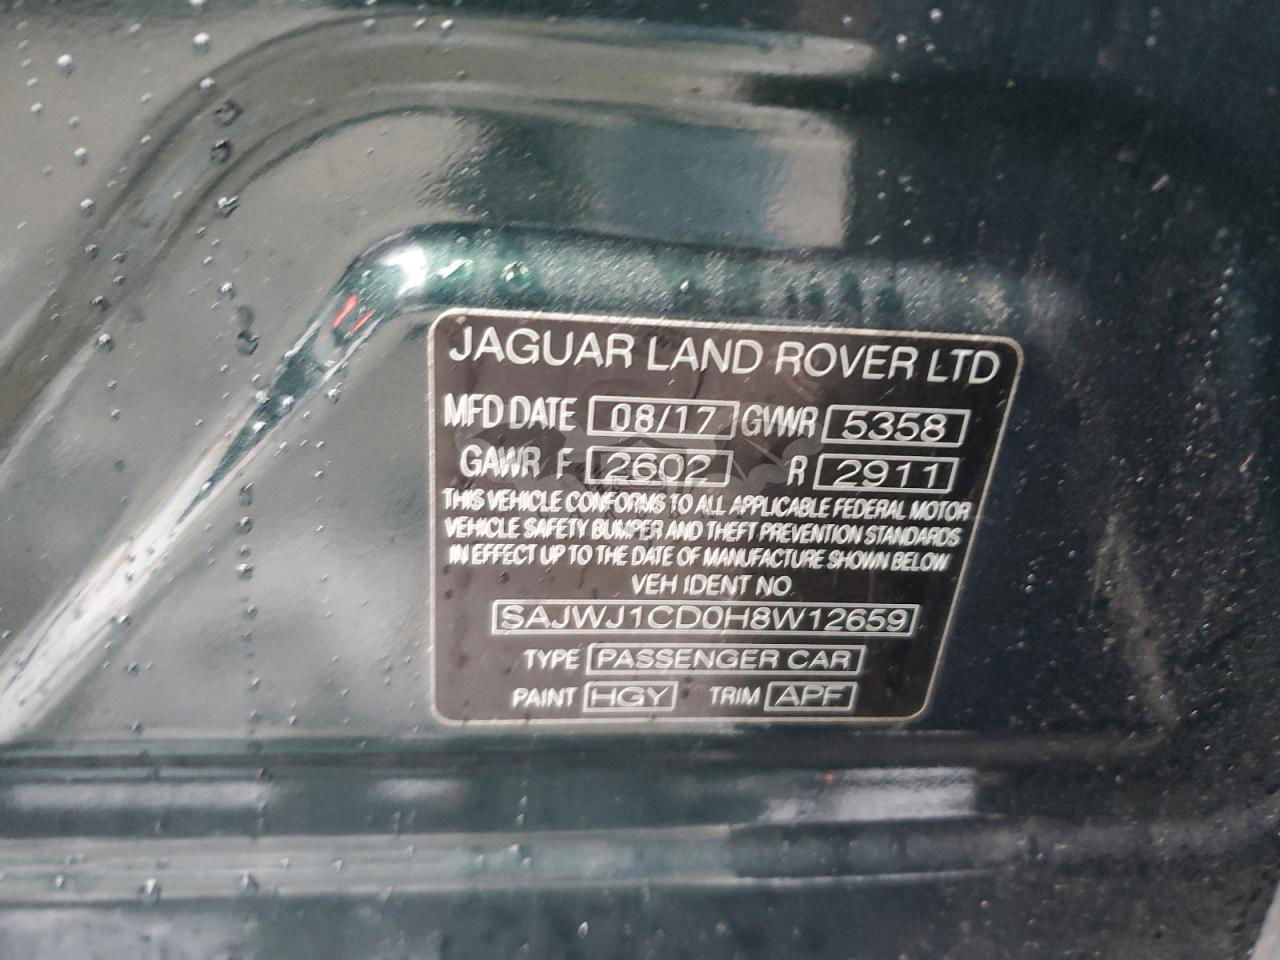 JAGUAR LAND ROVER LTD
MFD DATE 08/17 GVWR 5358
GAWR F 2602 R 2911
THIS VEHICLE CONFORMS TO ALL APPLICABLE FEDERAL MOTOR
VEHICLE SAFETY BUMPER AND THEFT PREVENTION STANDARDS
IN EFFECT UP TO THE DATE OF MANUFACTURE SHOWN BELOW
VEH IDENT NO.
SAJWJ1CD0H8W12659
TYPE PASSENGER CAR
PAINT HGY TRIM APF